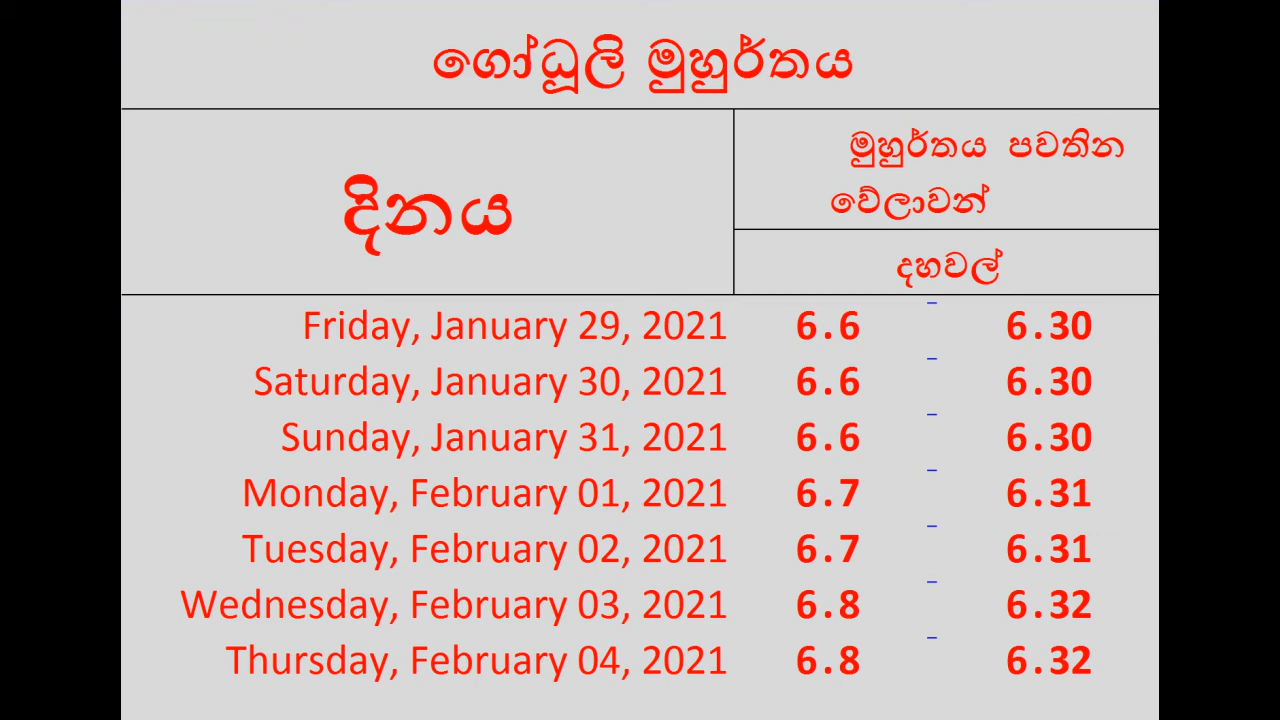 ගෝධූලි මුහුර්තය
දිනය
මුහුර්තය පවතින
වේලාවන්
දහවල්
Friday, January 29, 2021 6.6 - 6.30
Saturday, January 30, 2021 6.6 - 6.30
Sunday, January 31, 2021 6.6 - 6.30
Monday, February 01, 2021 6.7 - 6.31
Tuesday, February 02, 2021 6.7 - 6.31
Wednesday, February 03, 2021 6.8 - 6.32
Thursday, February 04, 2021 6.8 - 6.32